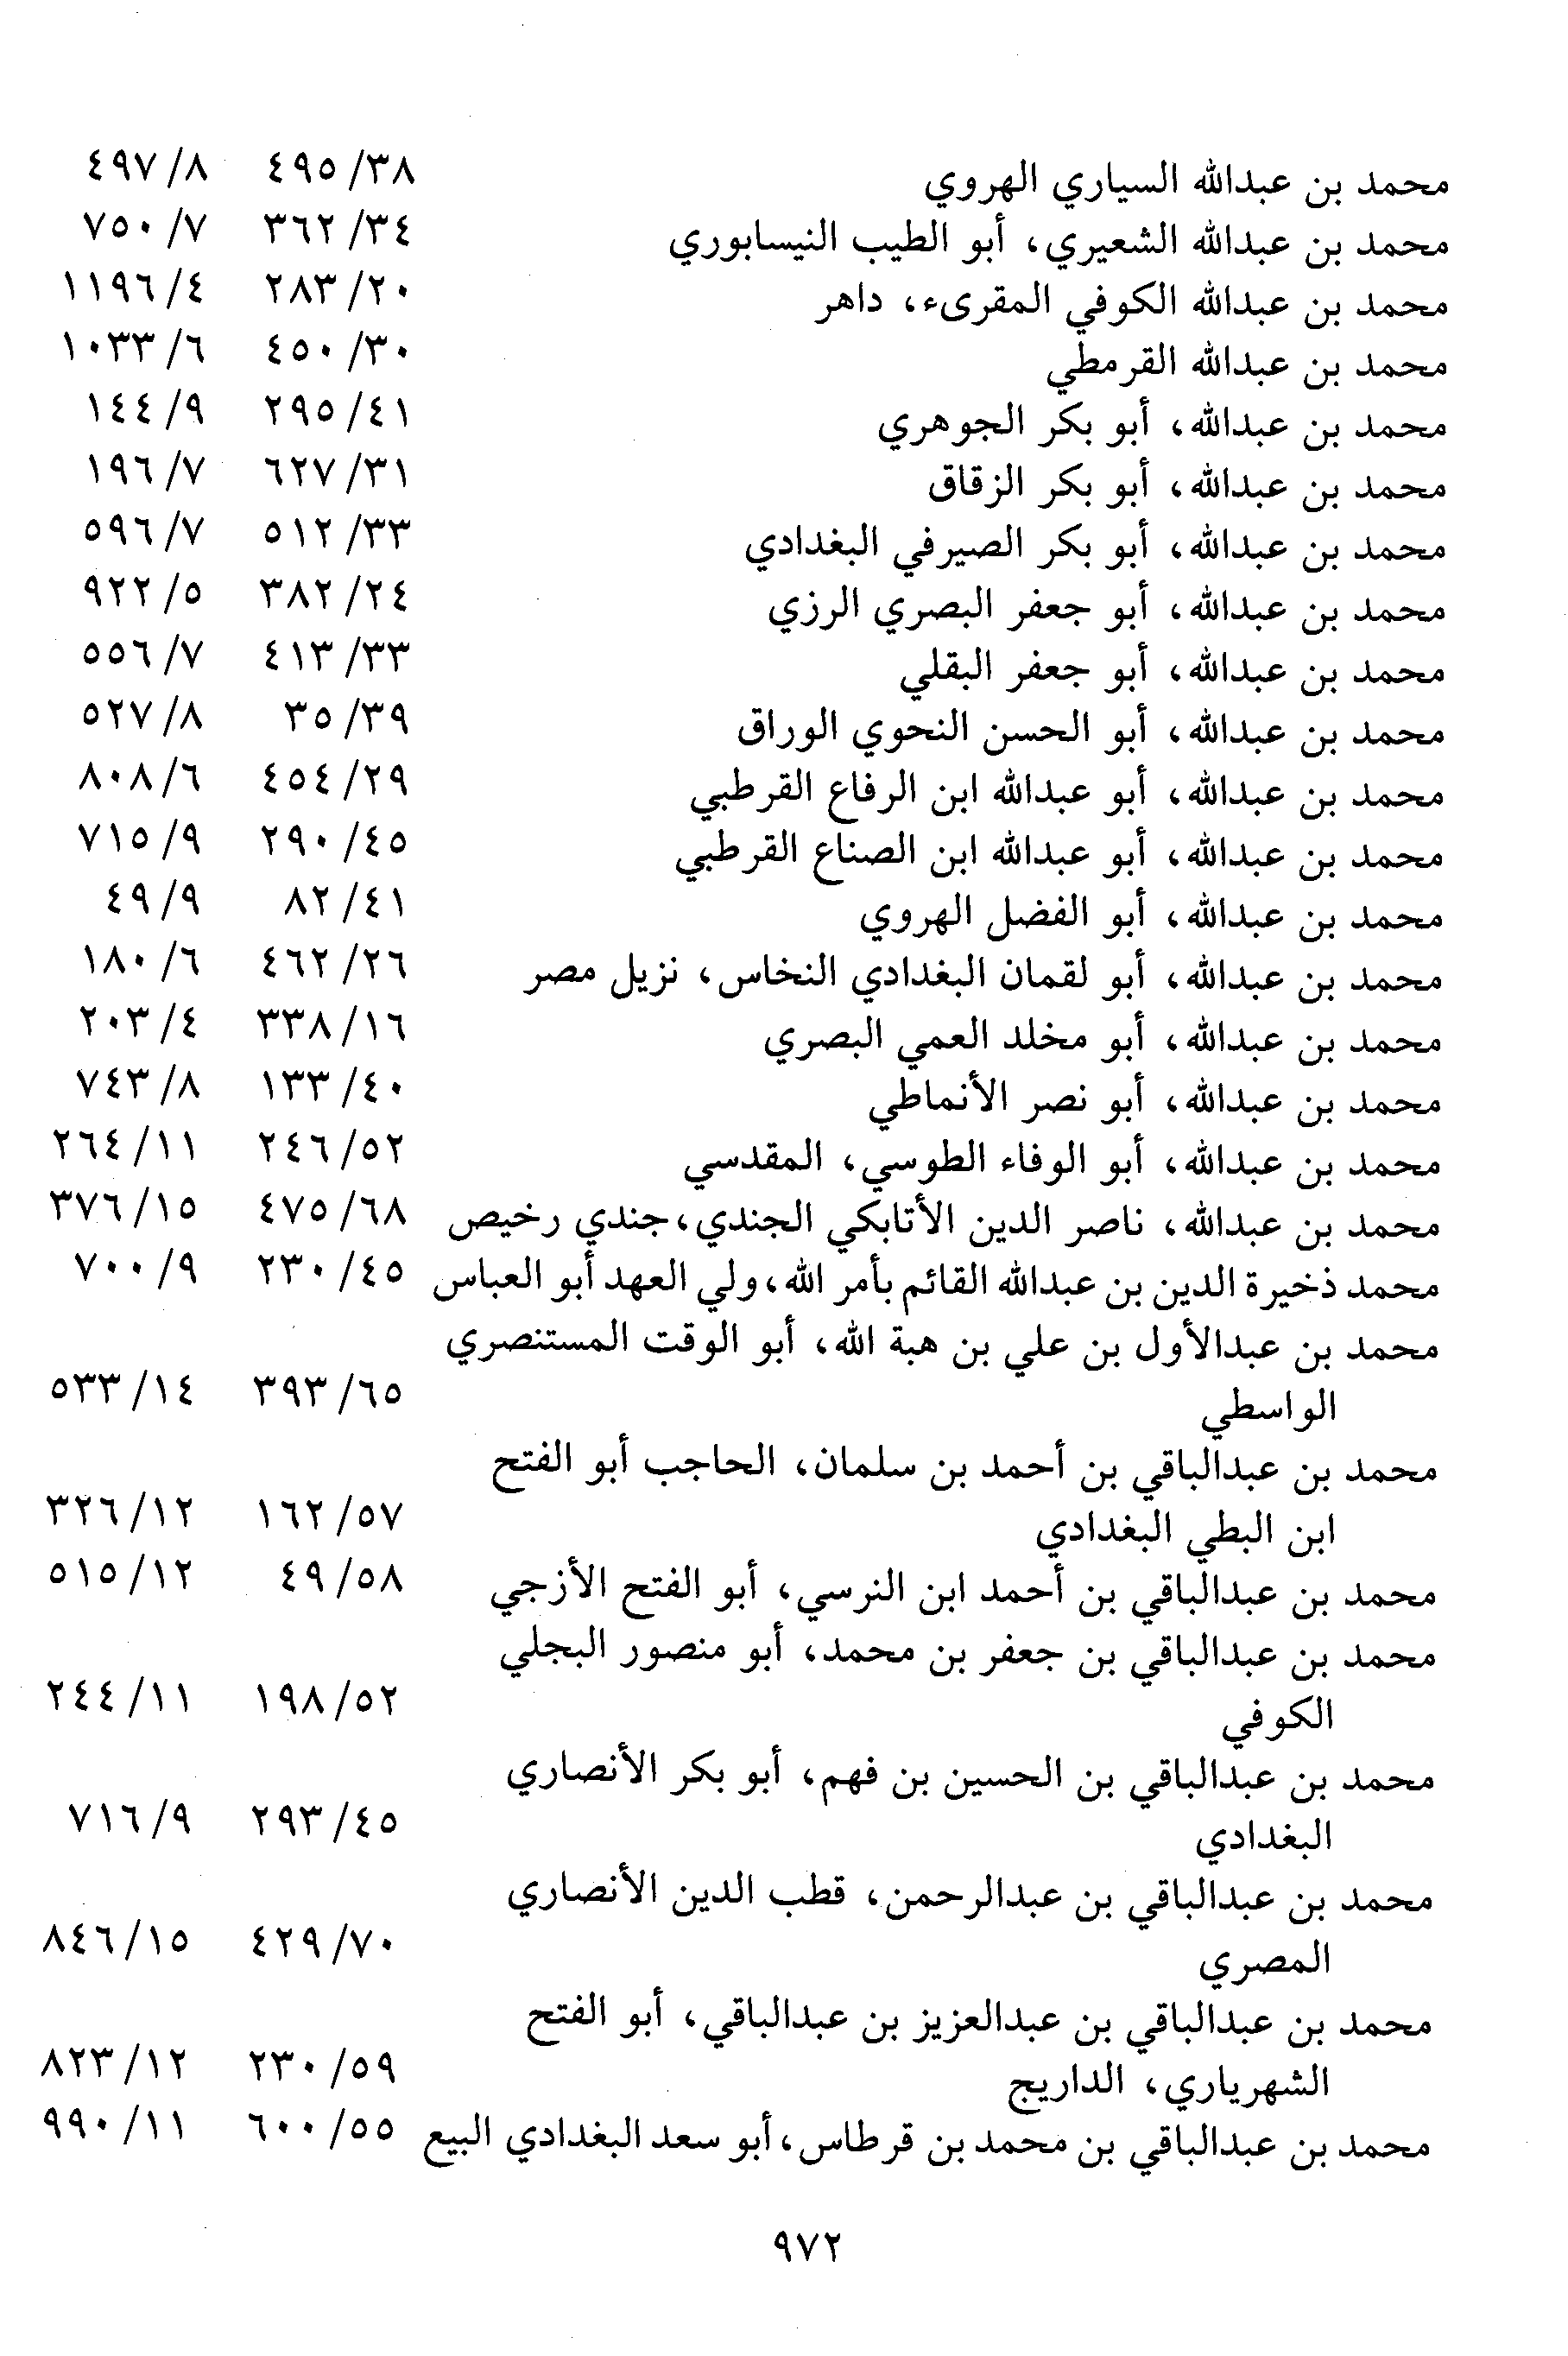 محمد بن عبدالله السياري الهروي ٣٨/ ٤٩٥ ٨/ ٤٩٧
محمد بن عبدالله الشعيري، أبو الطيب النيسابوري ٣٤/ ٣٦٢ ٧/ ٧٥٠
محمد بن عبدالله الكوفي المقرىء، داهر ٢٠/ ٢٨٣ ٤/ ١١٩٦
محمد بن عبدالله القرمطي ٣٠/ ٤٥٠ ٦/ ١٠٣٣
محمد بن عبدالله، أبو بكر الجوهري ٤١/ ٢٩٥ ٩/ ١٤٤
محمد بن عبدالله، أبو بكر الزقاق ٣١/ ٦٢٧ ٧/ ١٩٦
محمد بن عبدالله، أبو بكر الصيرفي البغدادي ٣٣/ ٥١٢ ٧/ ٥٩٦
محمد بن عبدالله، أبو جعفر البصري الرزي ٢٤/ ٣٨٢ ٥/ ٩٢٢
محمد بن عبدالله، أبو جعفر البقلي ٣٣/ ٤١٣ ٧/ ٥٥٦
محمد بن عبدالله، أبو الحسن النحوي الوراق ٣٩/ ٣٥ ٨/ ٥٢٧
محمد بن عبدالله، أبو عبدالله ابن الرفاع القرطبي ٢٩/ ٤٥٤ ٦/ ٨٠٨
محمد بن عبدالله، أبو عبدالله ابن الصناع القرطبي ٤٥/ ٢٩٠ ٩/ ٧١٥
محمد بن عبدالله، أبو الفضل الهروي ٤١/ ٨٢ ٩/ ٤٩
محمد بن عبدالله، أبو لقمان البغدادي النخاس، نزيل مصر ٢٦/ ٤٦٢ ٦/ ١٨٠
محمد بن عبدالله، أبو مخلد العمي البصري ١٦/ ٣٣٨ ٤/ ٢٠٣
محمد بن عبدالله، أبو نصر الأنماطي ٤٠/ ١٣٣ ٨/ ٧٤٣
محمد بن عبدالله، أبو الوفاء الطوسي، المقدسي ٥٢/ ٢٤٦ ١١/ ٢٦٤
محمد بن عبدالله، ناصر الدين الأتابكي الجندي، جندي رخيص ٦٨/ ٤٧٥ ١٥/ ٣٧٦
محمد ذخيرة الدين بن عبدالله القائم بأمر الله، ولي العهد أبو العباس ٤٥/ ٢٣٠ ٩/ ٧٠٠
محمد بن عبدالأول بن علي بن هبة الله، أبو الوقت المستنصري
الواسطي ٦٥/ ٣٩٣ ١٤/ ٥٣٣
محمد بن عبدالباقي بن أحمد بن سلمان، الحاجب أبو الفتح
ابن البطي البغدادي ٥٧/ ١٦٢ ١٢/ ٣٢٦
محمد بن عبدالباقي بن أحمد ابن النرسي، أبو الفتح الأزجي ٥٨/ ٤٩ ١٢/ ٥١٥
محمد بن عبدالباقي بن جعفر بن محمد، أبو منصور البجلي
الكوفي ٥٢/ ١٩٨ ١١/ ٢٤٤
محمد بن عبدالباقي بن الحسين بن فهم، أبو بكر الأنصاري
البغدادي ٤٥/ ٢٩٣ ٩/ ٧١٦
محمد بن عبدالباقي بن عبدالرحمن، قطب الدين الأنصاري
المصري ٧٠/ ٤٢٩ ١٥/ ٨٤٦
محمد بن عبدالباقي بن عبدالعزيز بن عبدالباقي، أبو الفتح
الشهرياري، الداريج ٥٩/ ٢٣٠ ١٢/ ٨٢٣
محمد بن عبدالباقي بن محمد بن قرطاس، أبو سعد البغدادي البيع ٥٥/ ٦٠٠ ١١/ ٩٩٠
٩٧٢